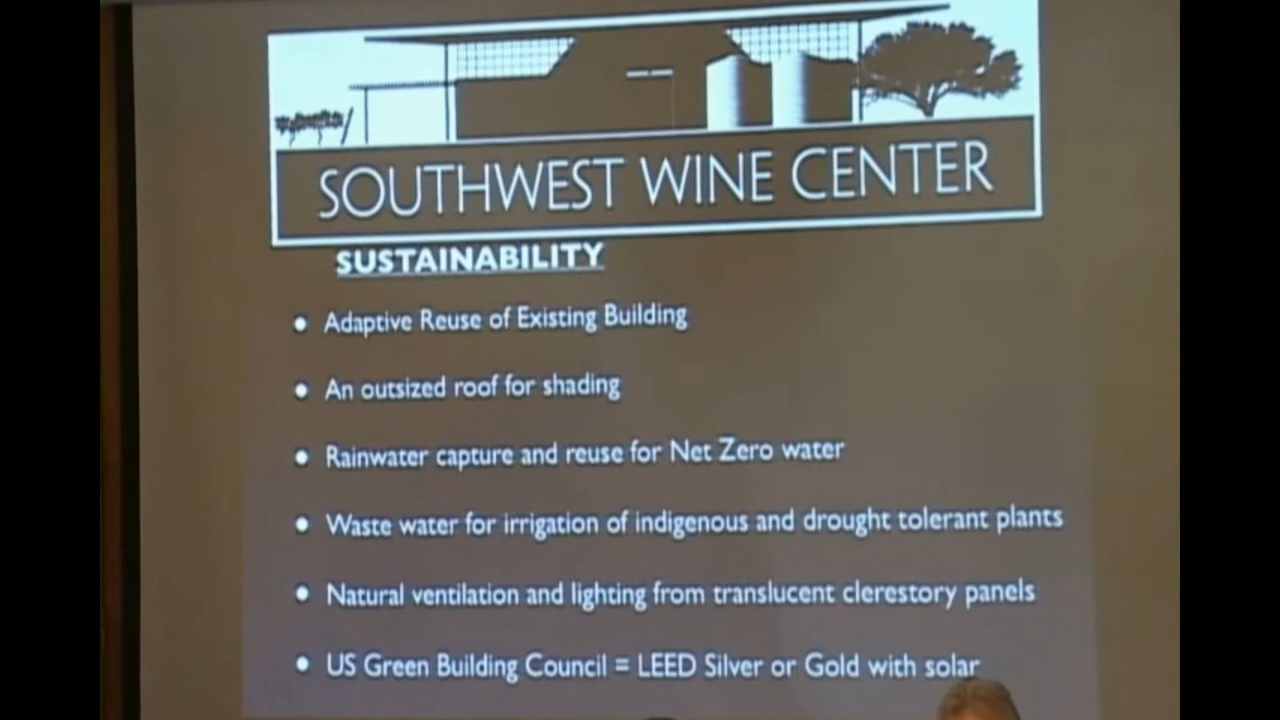 SOUTHWEST WINE CENTER
SUSTAINABILITY
• Adaptive Reuse of Existing Building
• An outsized roof for shading
• Rainwater capture and reuse for Net Zero water
• Waste water for irrigation of indigenous and drought tolerant plants
• Natural ventilation and lighting from translucent clerestory panels
• US Green Building Council = LEED Silver or Gold with solar